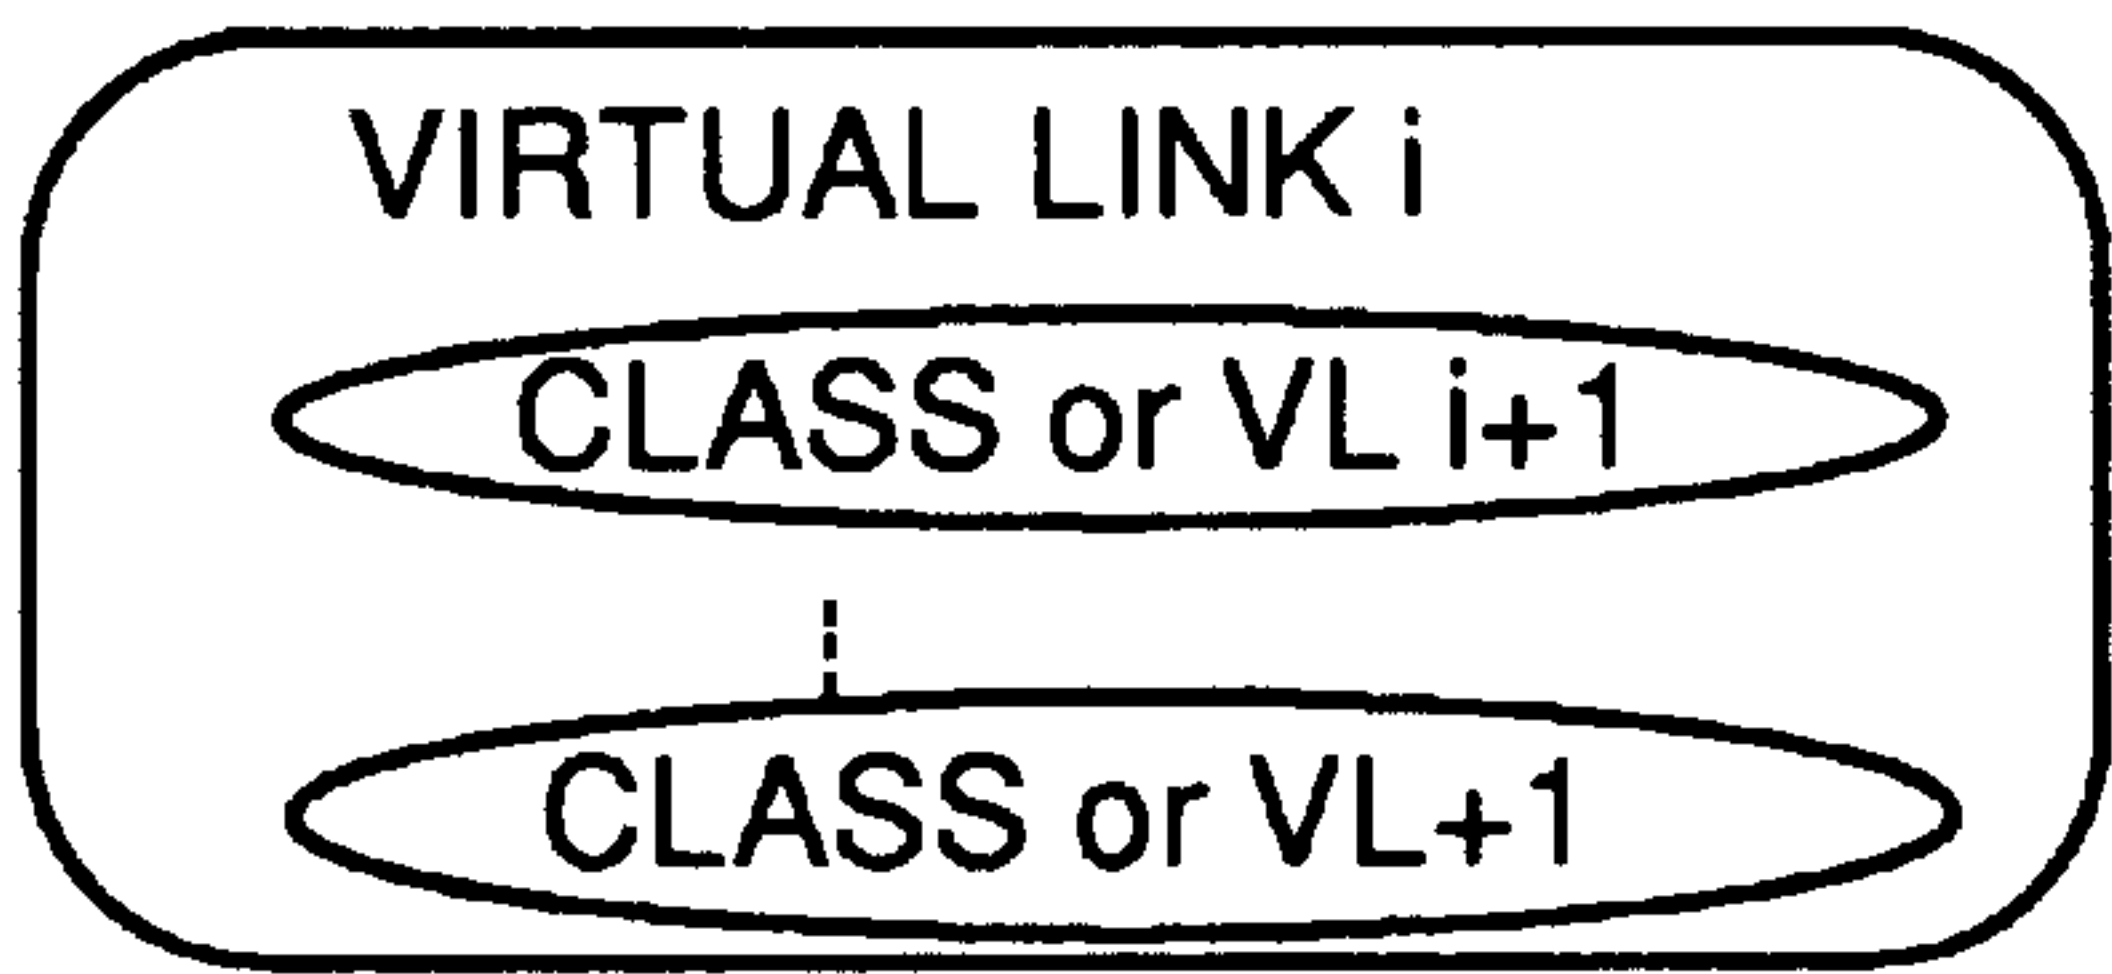 VIRTUAL LINK i
CLASS or VL i+1
CLASS or VL+1